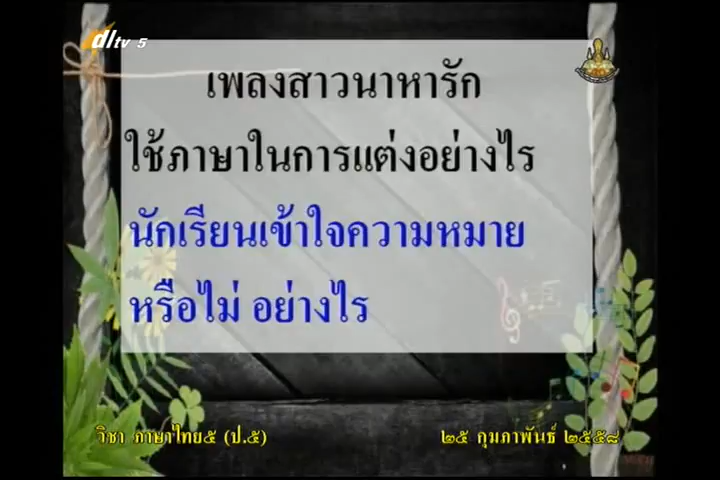 dltv 5
เพลงสาวนาหารัก
ใช้ภาษาในการแต่งอย่างไร
นักเรียนเข้าใจความหมาย
หรือไม่ อย่างไร
วิชา ภาษาไทย๕ (ป.๕)
๒๕ กุมภาพันธ์ ๒๕๕๘